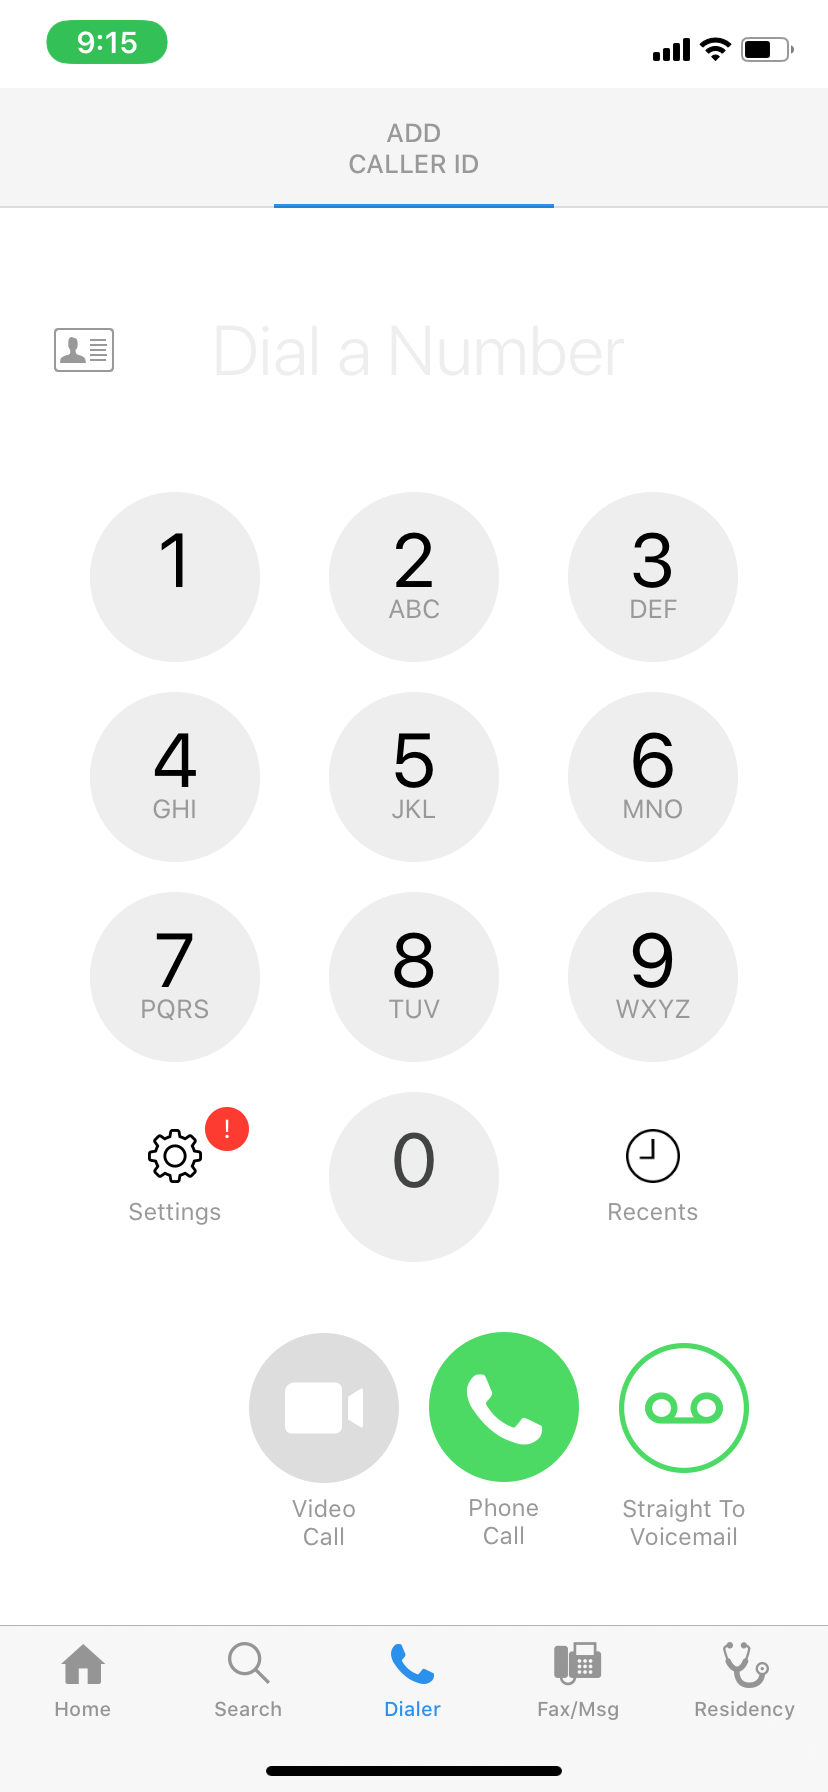 9:15
ADD
CALLER ID
Dial a Number
1
2
ABC
3
DEF
4
GHI
5
JKL
6
MNO
7
PQRS
8
TUV
9
WXYZ
!
Settings
0
Recents
Video
Call
Phone
Call
Straight To
Voicemail
Home
Search
Dialer
Fax/Msg
Residency